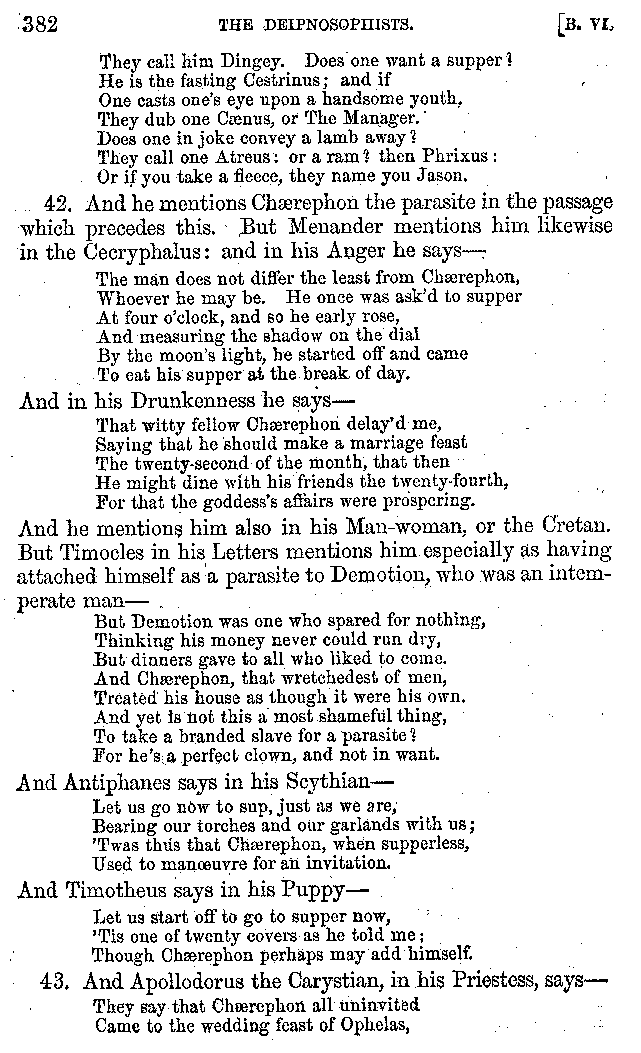 382 THE DEIPNOSOPHISTS. [B. VI.
They call him Dingey. Does one want a supper?
He is the fasting Cestrinus; and if
One casts one's eye upon a handsome youth,
They dub one Cænus, or The Manager.
Does one in joke convey a lamb away?
They call one Atreus: or a ram? then Phrixus:
Or if you take a fleece, they name you Jason.
42. And he mentions Chærephon the parasite in the passage
which precedes this. But Menander mentions him likewise
in the Cecryphalus: and in his Anger he says—
The man does not differ the least from Chærephon,
Whoever he may be. He once was ask'd to supper
At four o'clock, and so he early rose,
And measuring the shadow on the dial
By the moon's light, he started off and came
To eat his supper at the break of day.
And in his Drunkenness he says—
That witty fellow Chærephon delay'd me,
Saying that he should make a marriage feast
The twenty-second of the month, that then
He might dine with his friends the twenty-fourth,
For that the goddess's affairs were prospering.
And he mentions him also in his Man-woman, or the Cretan.
But Timocles in his Letters mentions him especially as having
attached himself as a parasite to Demotion, who was an intem-
perate man—
But Demotion was one who spared for nothing,
Thinking his money never could run dry,
But dinners gave to all who liked to come.
And Chærephon, that wretchedest of men,
Treated his house as though it were his own.
And yet is not this a most shameful thing,
To take a branded slave for a parasite?
For he's a perfect clown, and not in want.
And Antiphanes says in his Scythian—
Let us go now to sup, just as we are,
Bearing our torches and our garlands with us;
'Twas thus that Chærephon, when supperless,
Used to manœuvre for an invitation.
And Timotheus says in his Puppy—
Let us start off to go to supper now,
'Tis one of twenty covers as he told me;
Though Chærephon perhaps may add himself.
43. And Apollodorus the Carystian, in his Priestess, says—
They say that Chærephon all uninvited
Came to the wedding feast of Ophelas,